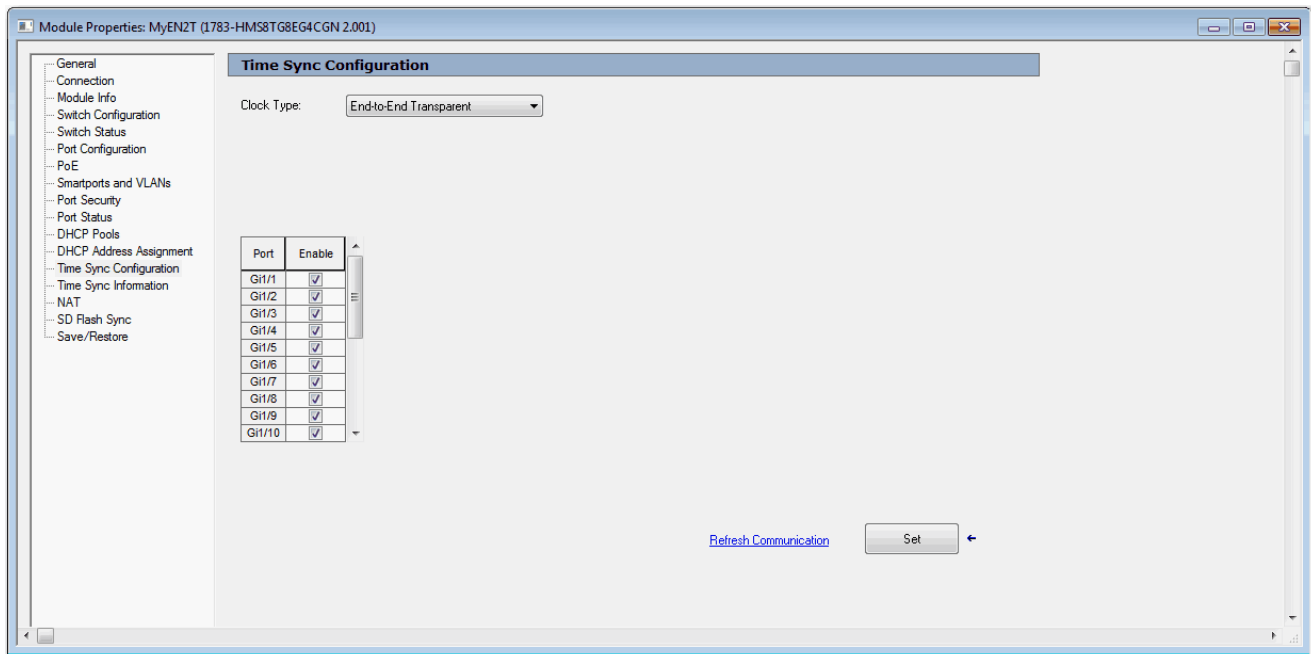 Module Properties: MyEN2T (1783-HMS8TG8EG4CGN 2.001)
General
Connection
Module Info
Switch Configuration
Switch Status
Port Configuration
PoE
Smartports and VLANs
Port Security
Port Status
DHCP Pools
DHCP Address Assignment
Time Sync Configuration
Time Sync Information
NAT
SD Flash Sync
Save/Restore
Time Sync Configuration
Clock Type: End-to-End Transparent
Port Enable
Gi1/1
Gi1/2
Gi1/3
Gi1/4
Gi1/5
Gi1/6
Gi1/7
Gi1/8
Gi1/9
Gi1/10
Refresh Communication Set